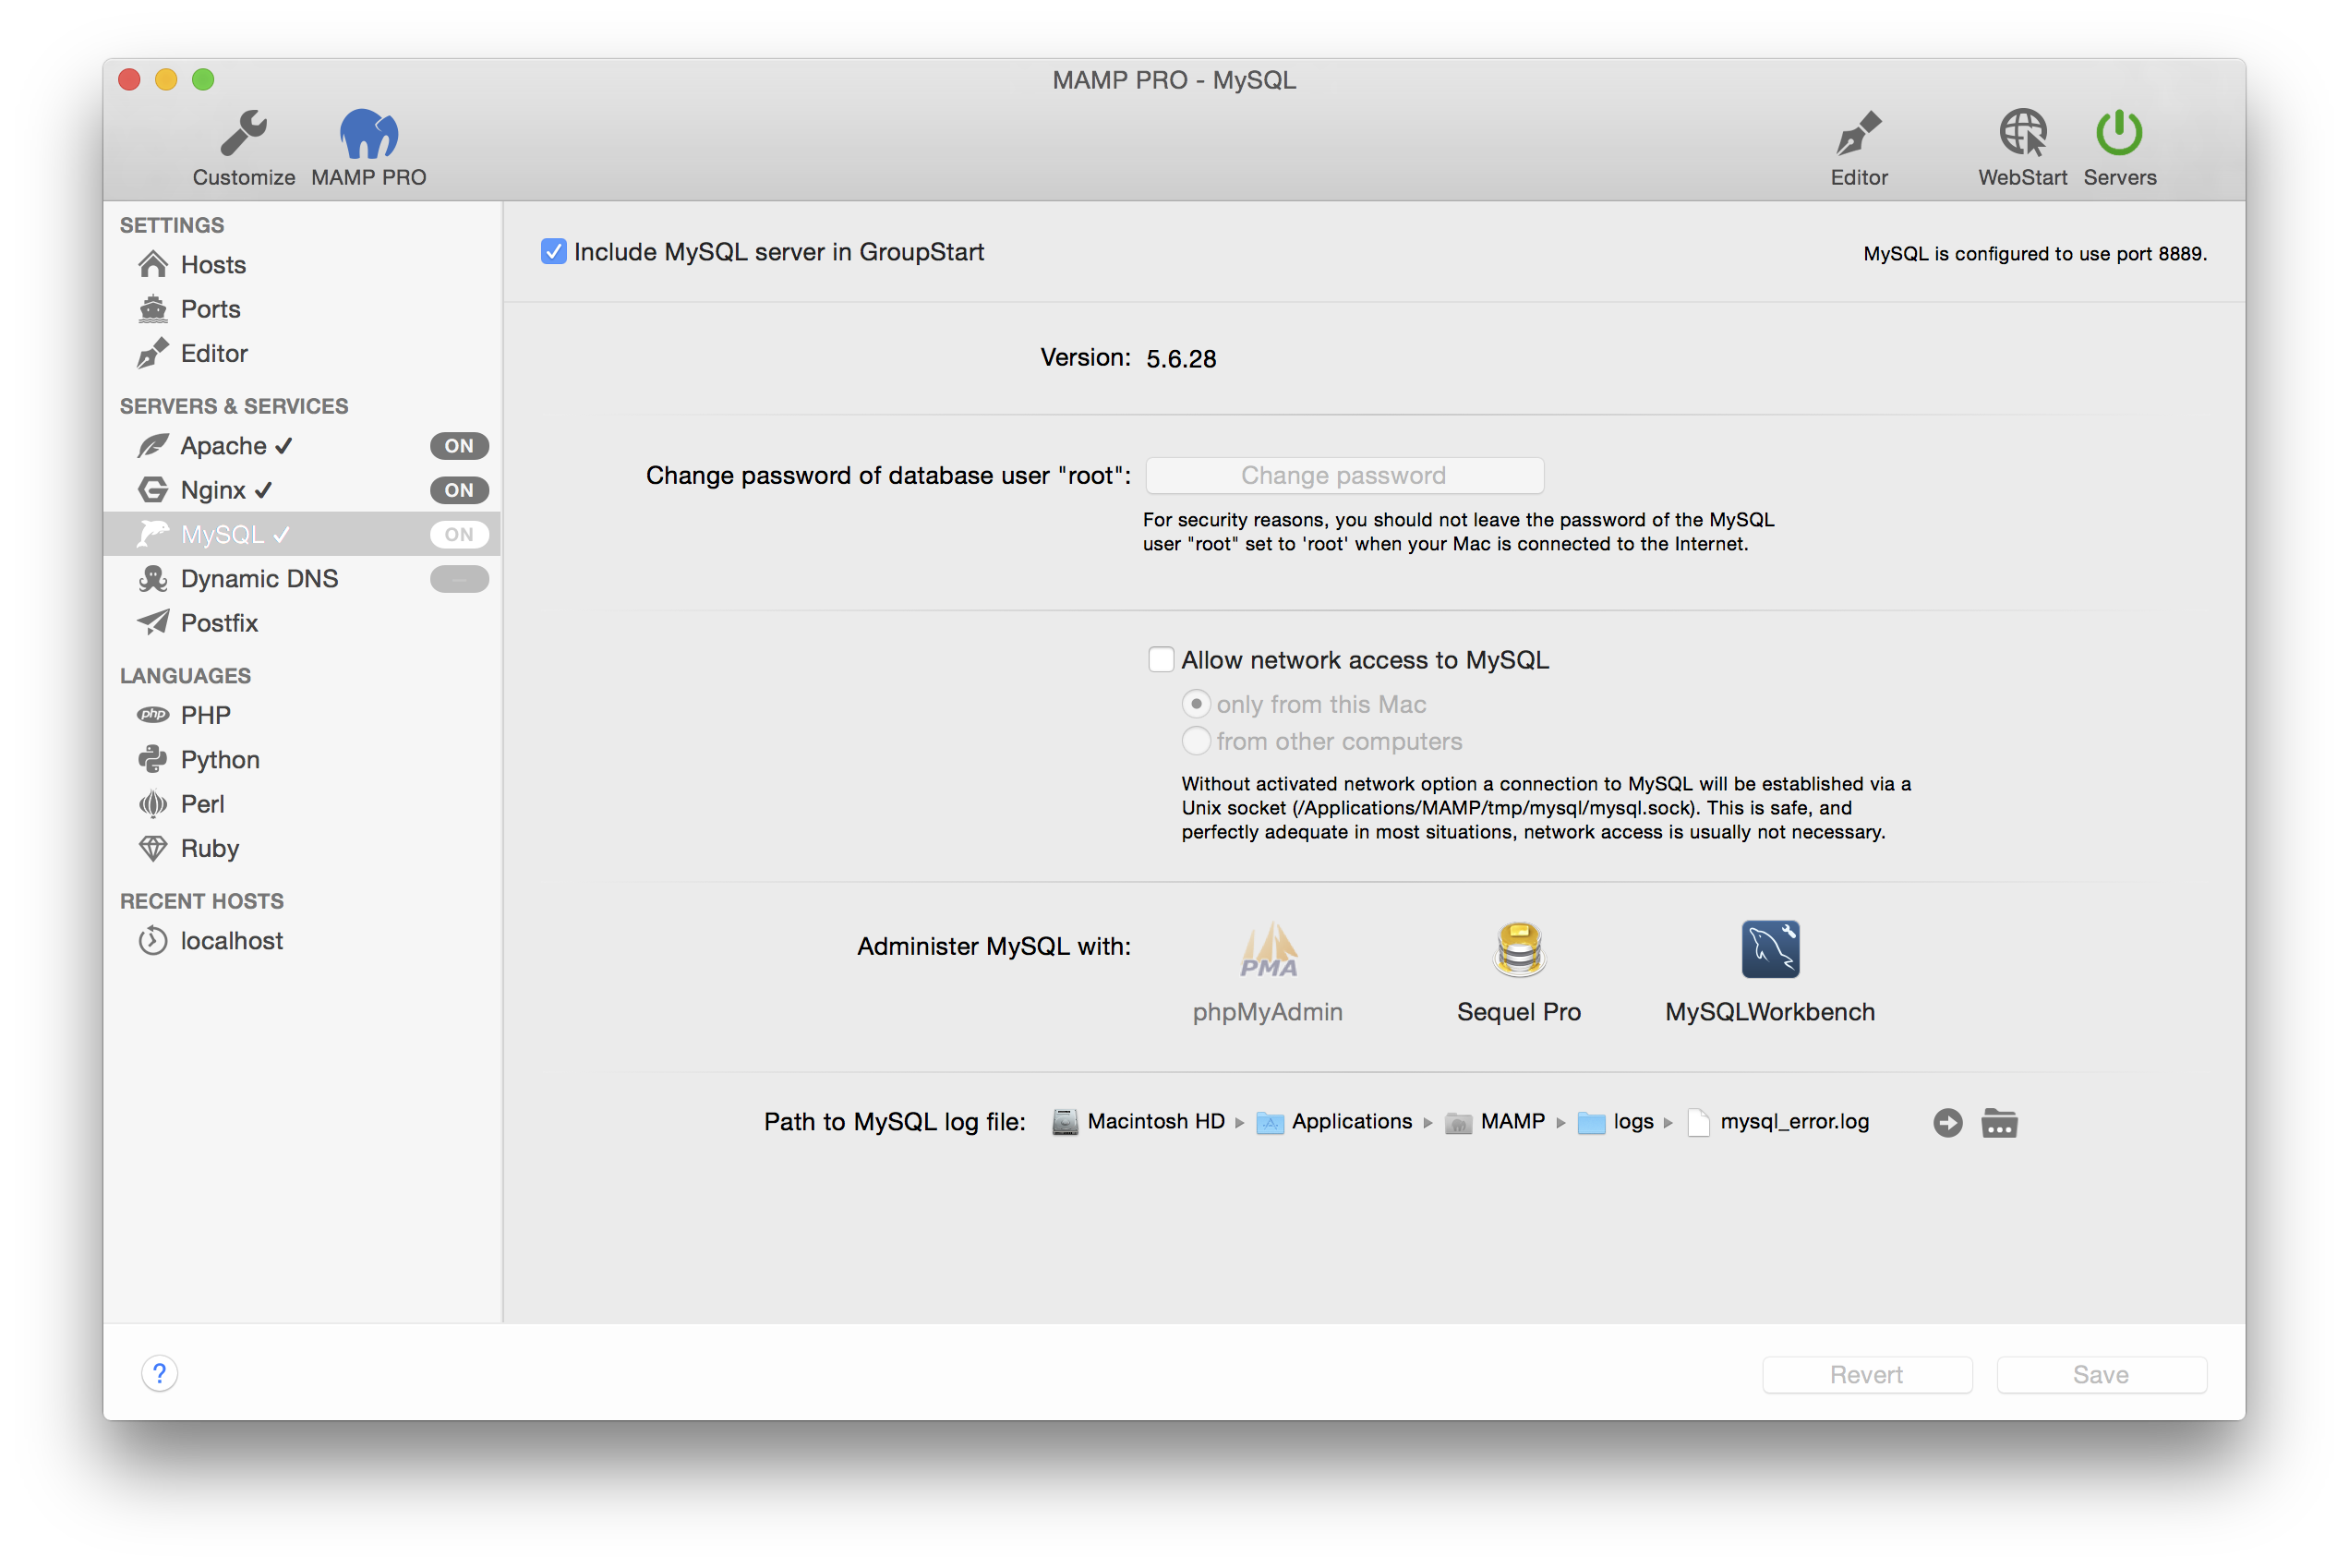 MAMP PRO - MySQL
Customize
MAMP PRO
Editor
WebStart
Servers
SETTINGS
Hosts
Ports
Editor
SERVERS & SERVICES
Apache ✓ ON
Nginx ✓ ON
MySQL ✓ ON
Dynamic DNS –
Postfix
LANGUAGES
php PHP
Python
Perl
Ruby
RECENT HOSTS
localhost
Include MySQL server in GroupStart
MySQL is configured to use port 8889.
Version: 5.6.28
Change password of database user "root": Change password
For security reasons, you should not leave the password of the MySQL
user "root" set to 'root' when your Mac is connected to the Internet.
Allow network access to MySQL
only from this Mac
from other computers
Without activated network option a connection to MySQL will be established via a
Unix socket (/Applications/MAMP/tmp/mysql/mysql.sock). This is safe, and
perfectly adequate in most situations, network access is usually not necessary.
Administer MySQL with:
PMA
phpMyAdmin
Sequel Pro
MySQLWorkbench
Path to MySQL log file: Macintosh HD ▸ Applications ▸ MAMP ▸ logs ▸ mysql_error.log
?
Revert
Save